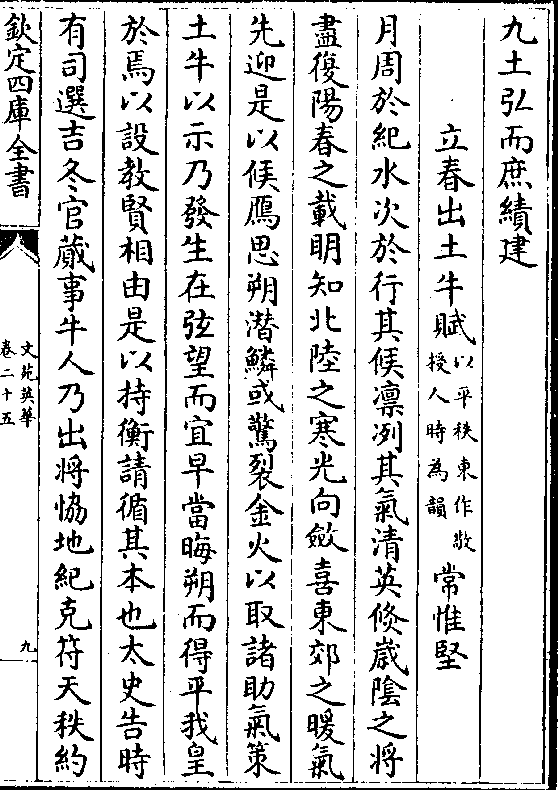 九土弘而庶績建
立春出土牛賦以平秩東作敬授人時為韻 常惟堅
月周於紀水次於行其候凛冽其氣清英倐歲陰之將
盡復陽春之載明知北陸之寒光向斂喜東郊之暖氣
先迎是以候鴈思朔潜鱗或驚裂金火以取諸助氣策
土牛以示乃發生在弦望而宜早當晦朔而得平我皇
於焉以設教賢相由是以持衡請循其本也太史告時
有司選吉冬官蕆事牛人乃出將恊地紀克符天秩約
欽定四庫全書
文苑英華
卷二十五
九